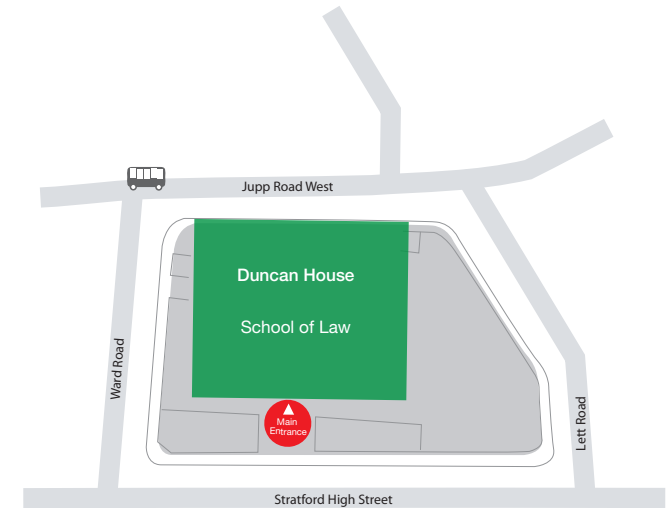 Jupp Road West
Duncan House
School of Law
Ward Road
Main
Entrance
Lett Road
Stratford High Street